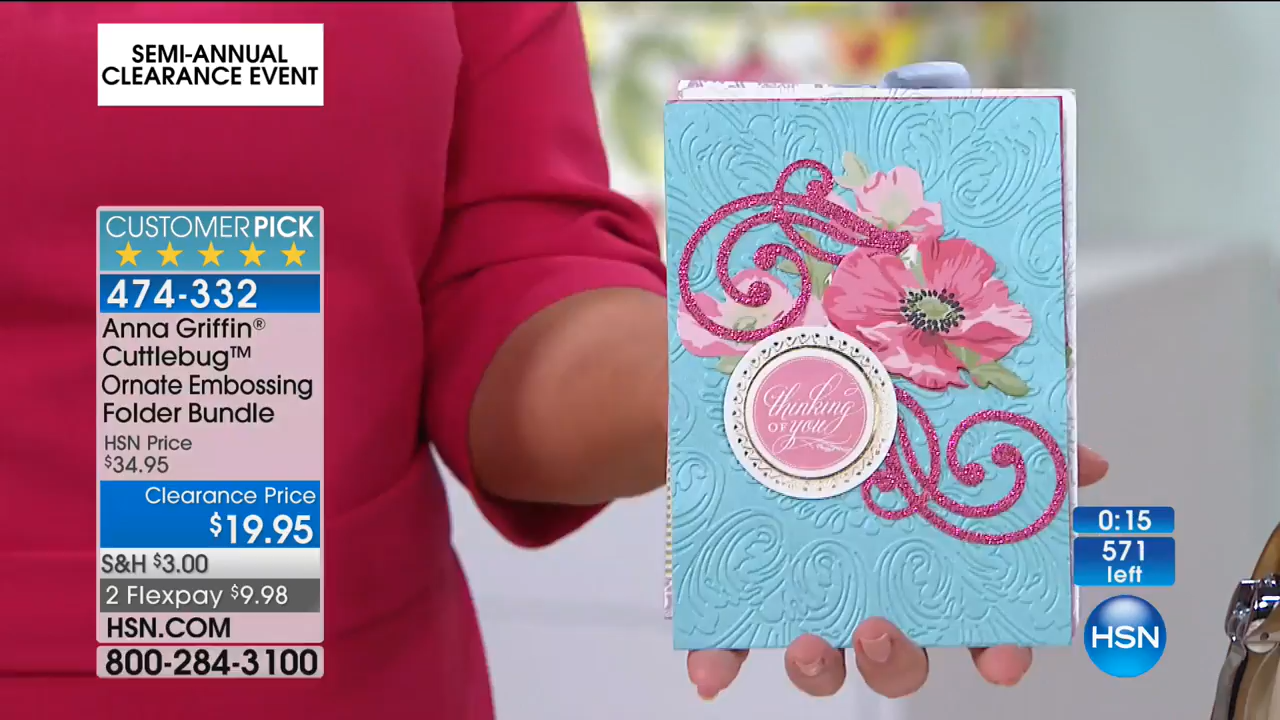 SEMI-ANNUAL
CLEARANCE EVENT
CUSTOMER PICK
474-332
Anna Griffin®
Cuttlebug™
Ornate Embossing
Folder Bundle
HSN Price
$34.95
Clearance Price
$19.95
S&H $3.00
2 Flexpay $9.98
HSN.COM
800-284-3100
thinking
OF you
0:15
571
left
HSN